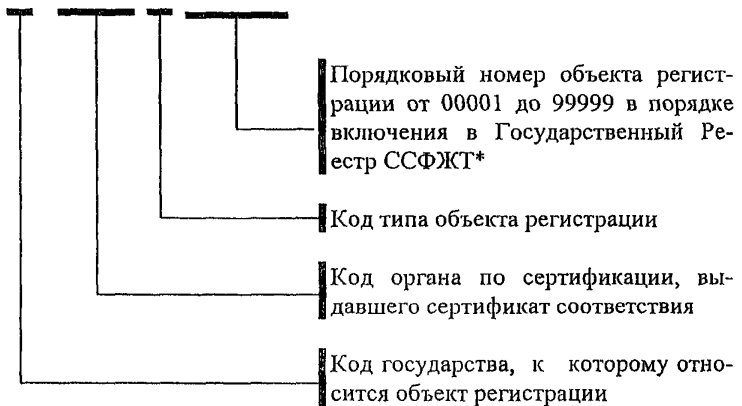 Порядковый номер объекта регист-
рации от 00001 до 99999 в порядке
включения в Государственный Ре-
естр ССФЖТ*
Код типа объекта регистрации
Код органа по сертификации, вы-
давшего сертификат соответствия
Код государства, к которому отно-
сится объект регистрации